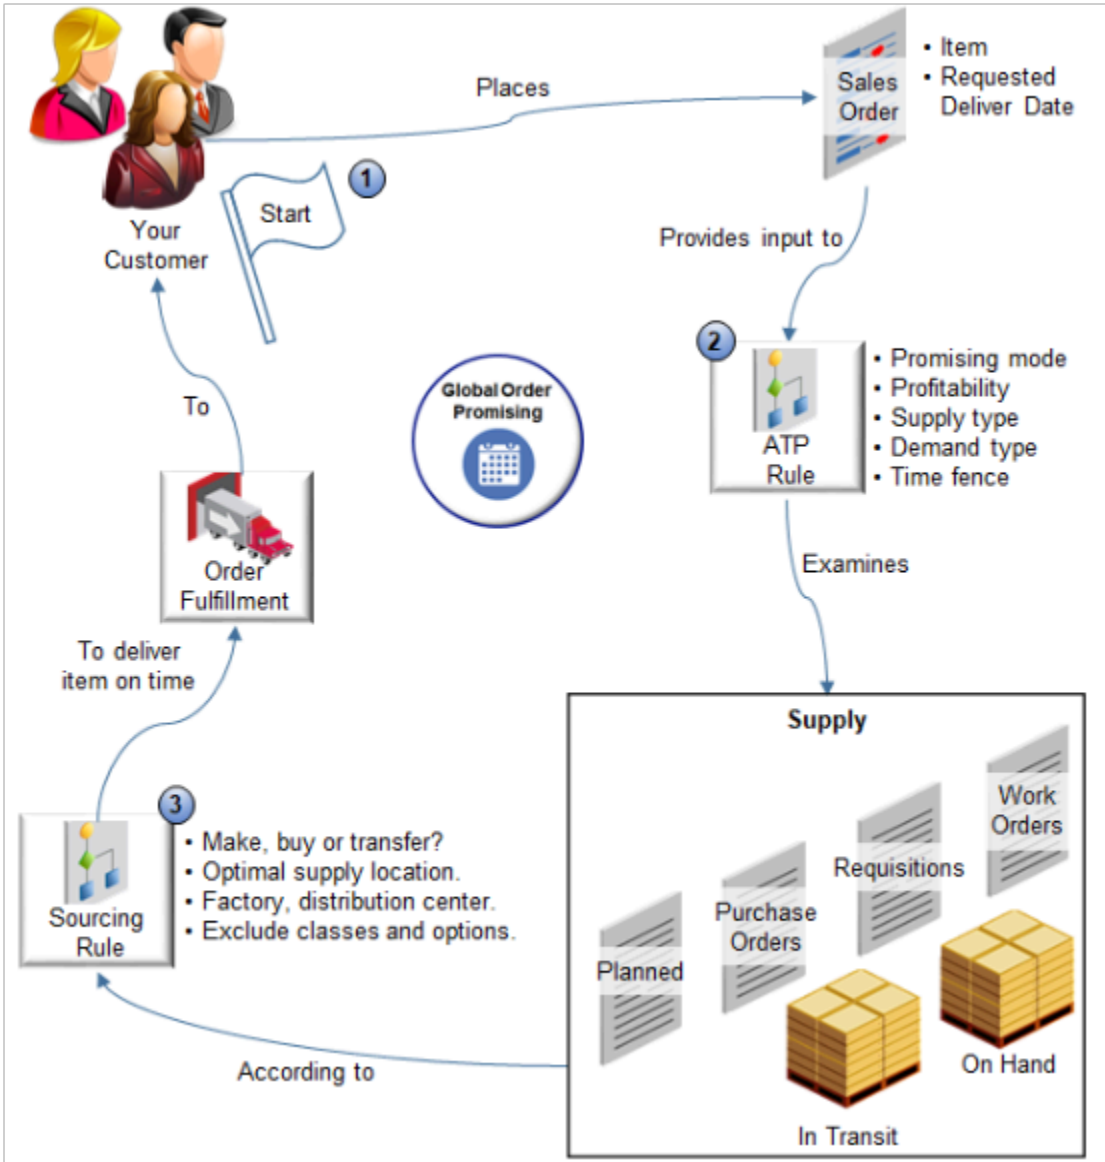 Places
Sales
Order
• Item
• Requested
Deliver Date
1
Start
Your
Customer
Provides input to
2
ATP
Rule
• Promising mode
• Profitability
• Supply type
• Demand type
• Time fence
Global Order
Promising
To
Examines
Order
Fulfillment
To deliver
item on time
Supply
Work
Orders
Requisitions
Purchase
Orders
Planned
On Hand
In Transit
3
Sourcing
Rule
• Make, buy or transfer?
• Optimal supply location.
• Factory, distribution center.
• Exclude classes and options.
According to